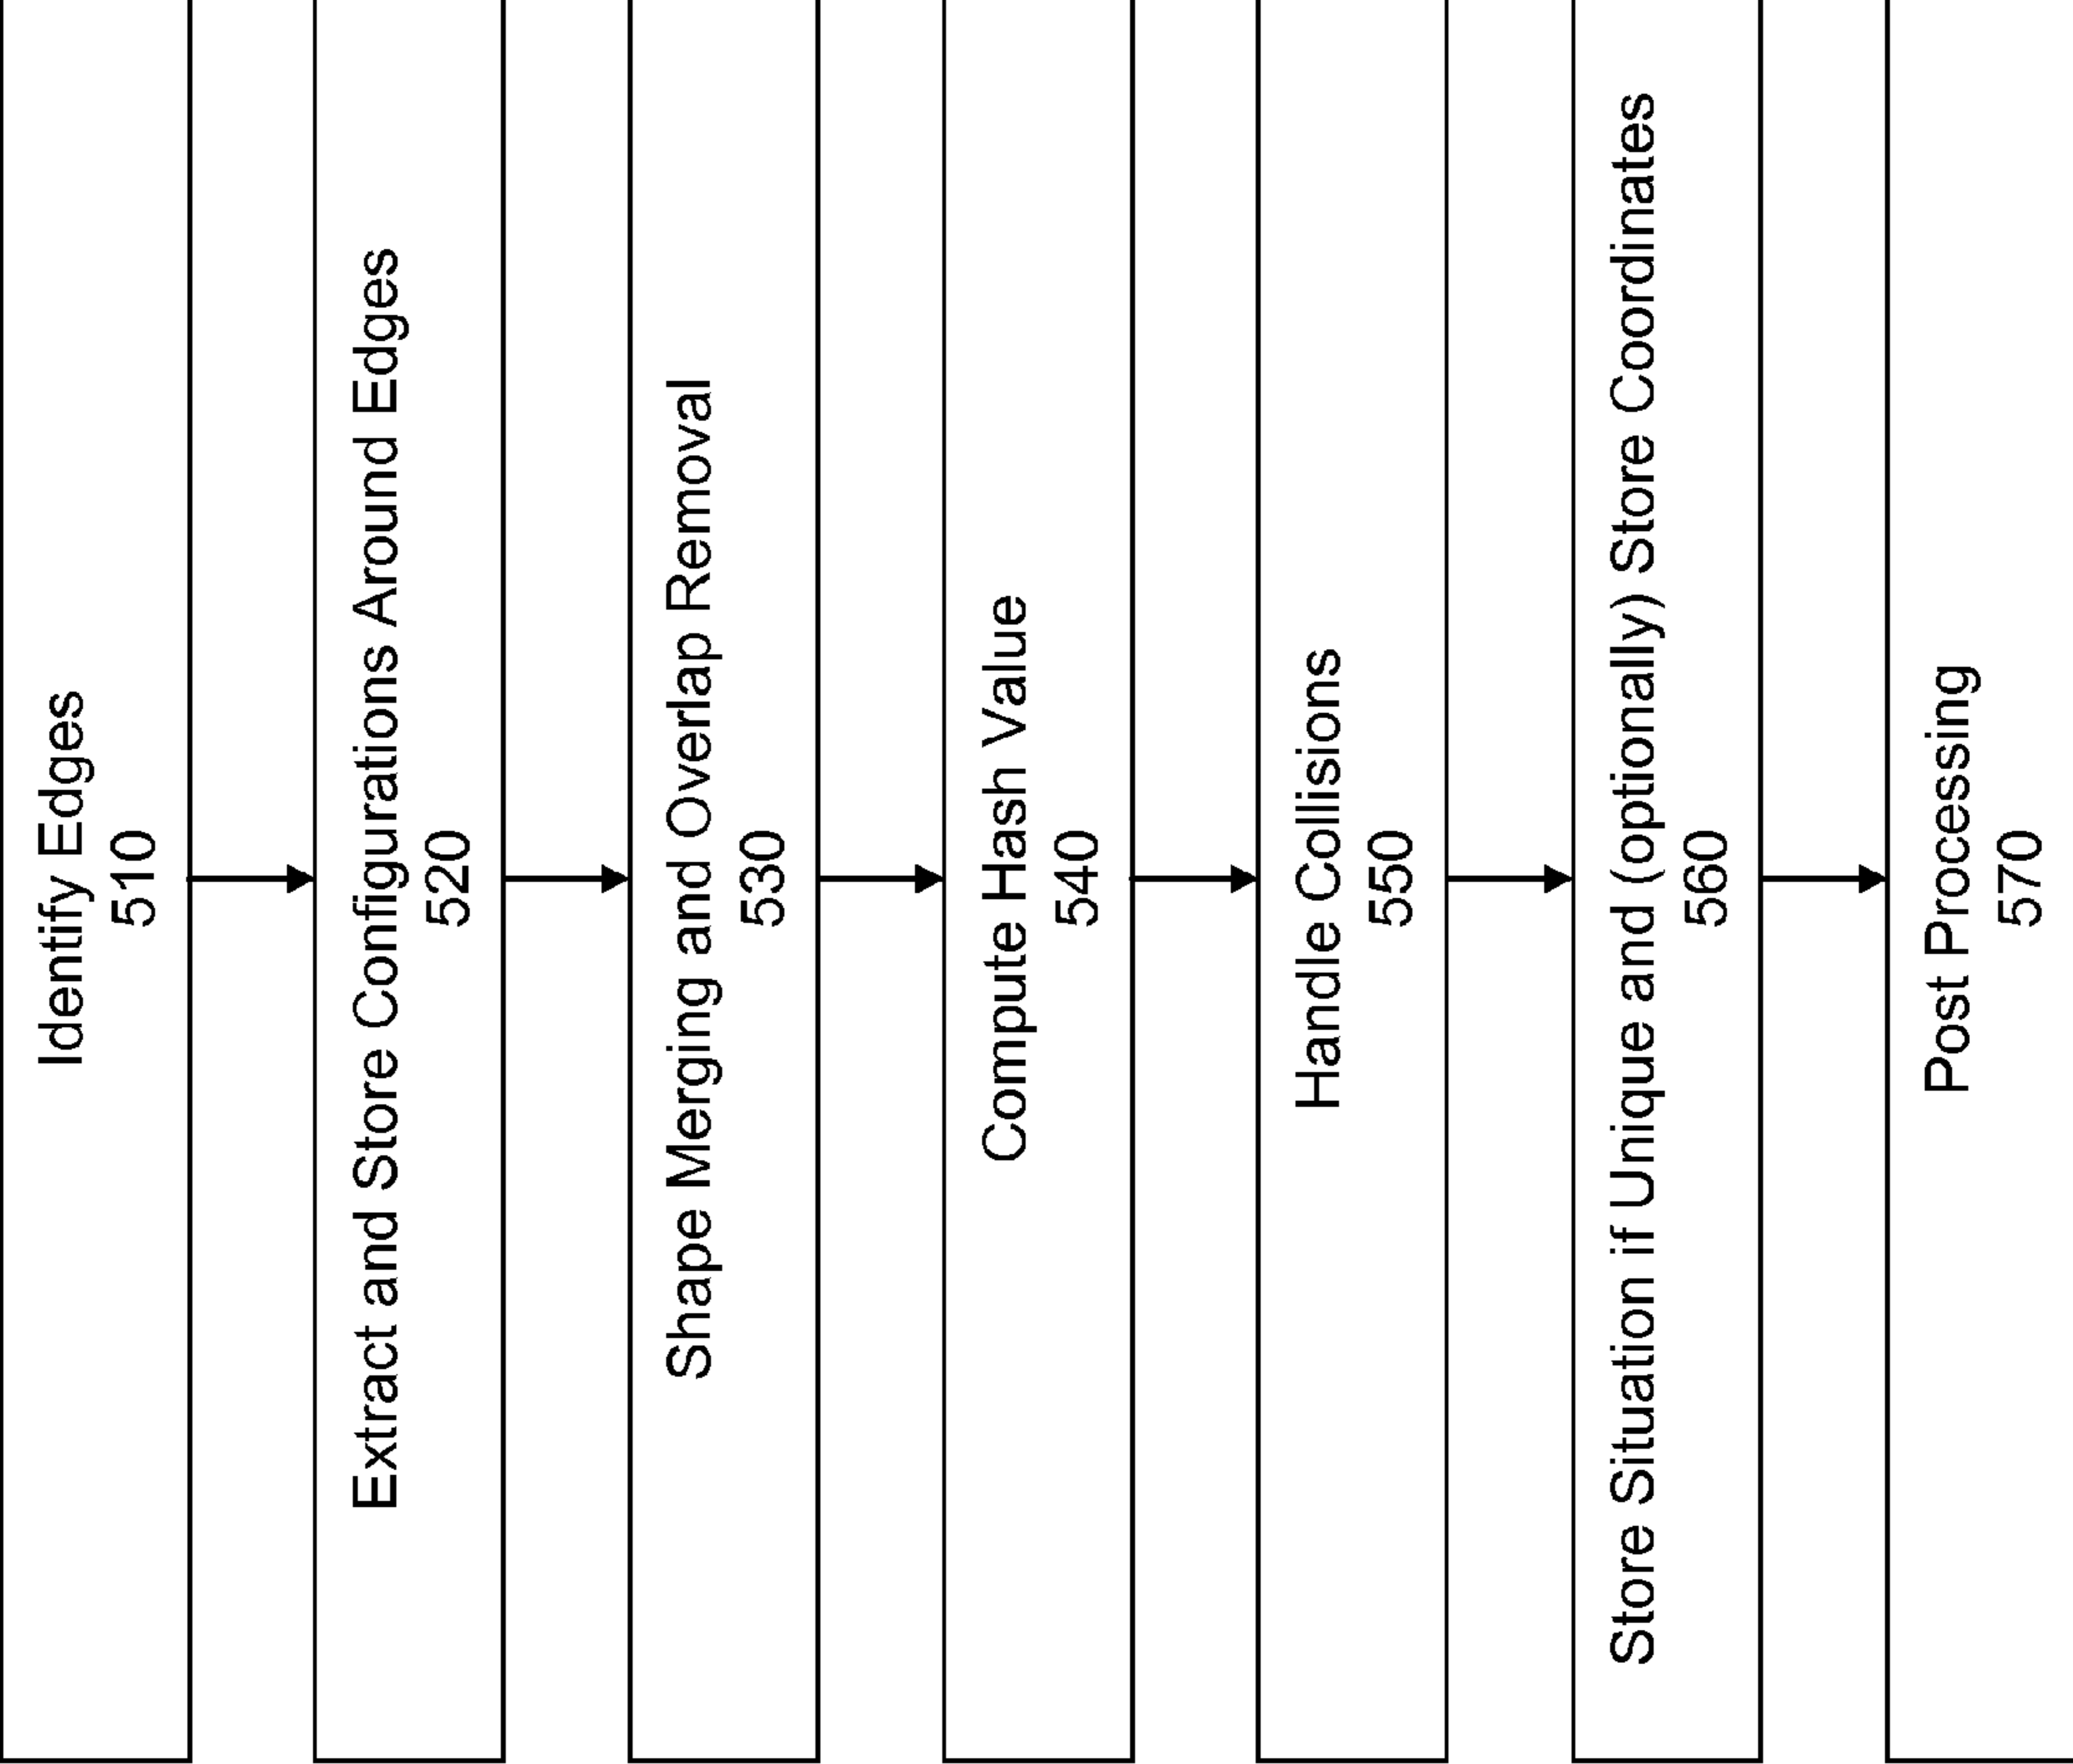 Identify Edges
510
Extract and Store Configurations Around Edges
520
Shape Merging and Overlap Removal
530
Compute Hash Value
540
Handle Collisions
550
Store Situation if Unique and (optionally) Store Coordinates
560
Post Processing
570